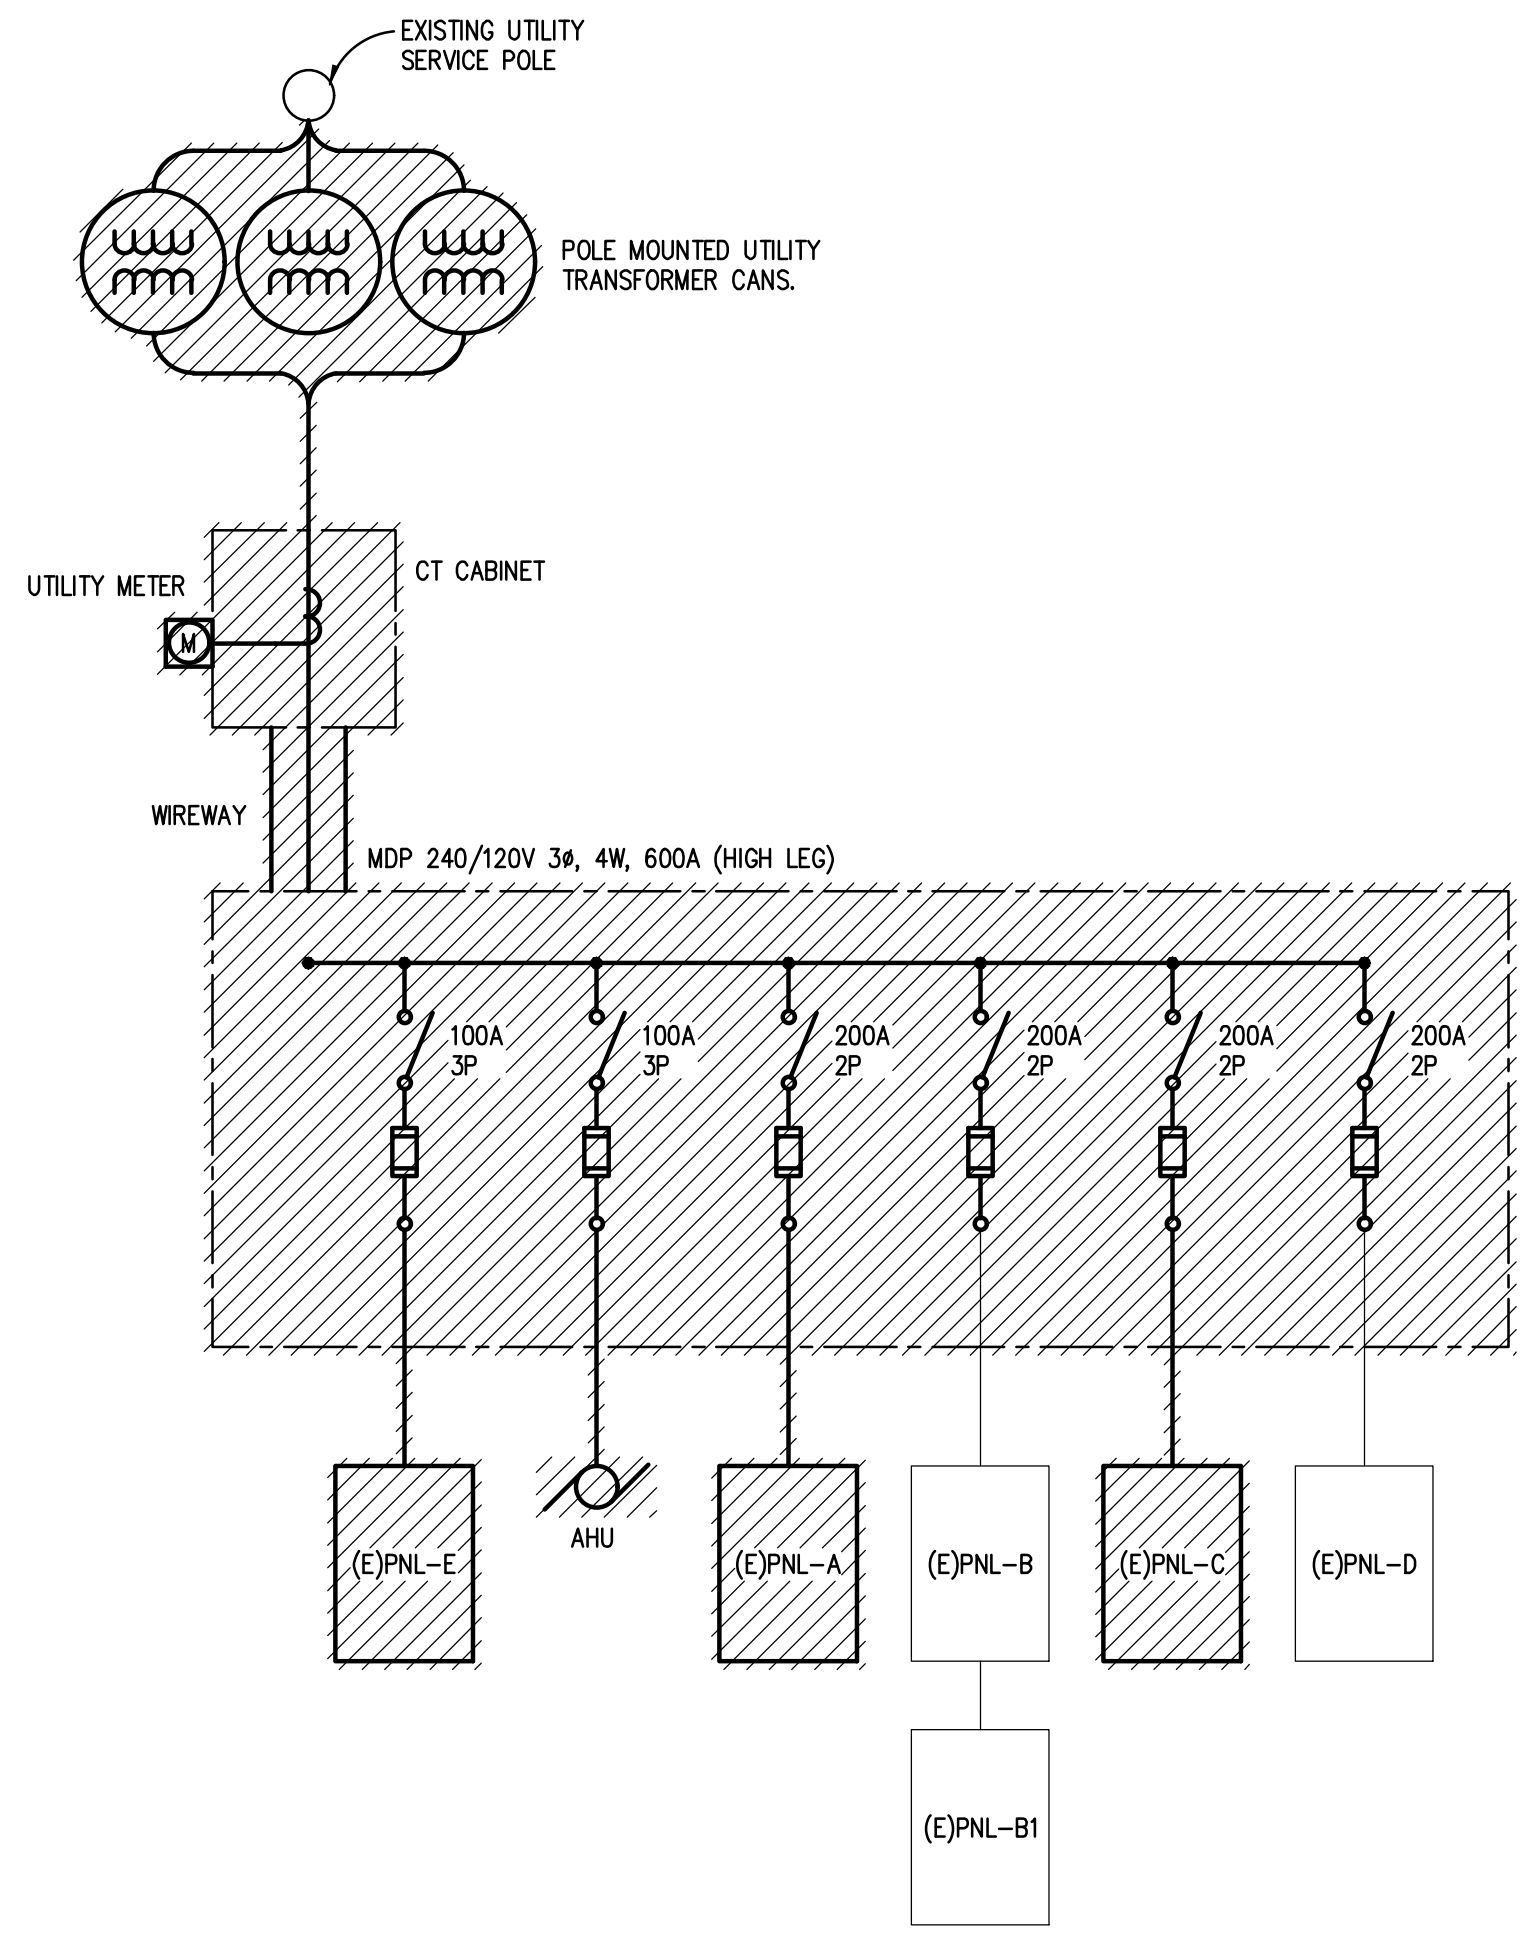 EXISTING UTILITY
SERVICE POLE
POLE MOUNTED UTILITY
TRANSFORMER CANS.
CT CABINET
UTILITY METER
M
WIREWAY
MDP 240/120V 3ø, 4W, 600A (HIGH LEG)
100A
3P
100A
3P
200A
2P
200A
2P
200A
2P
200A
2P
(E)PNL-E
AHU
(E)PNL-A
(E)PNL-B
(E)PNL-C
(E)PNL-D
(E)PNL-B1